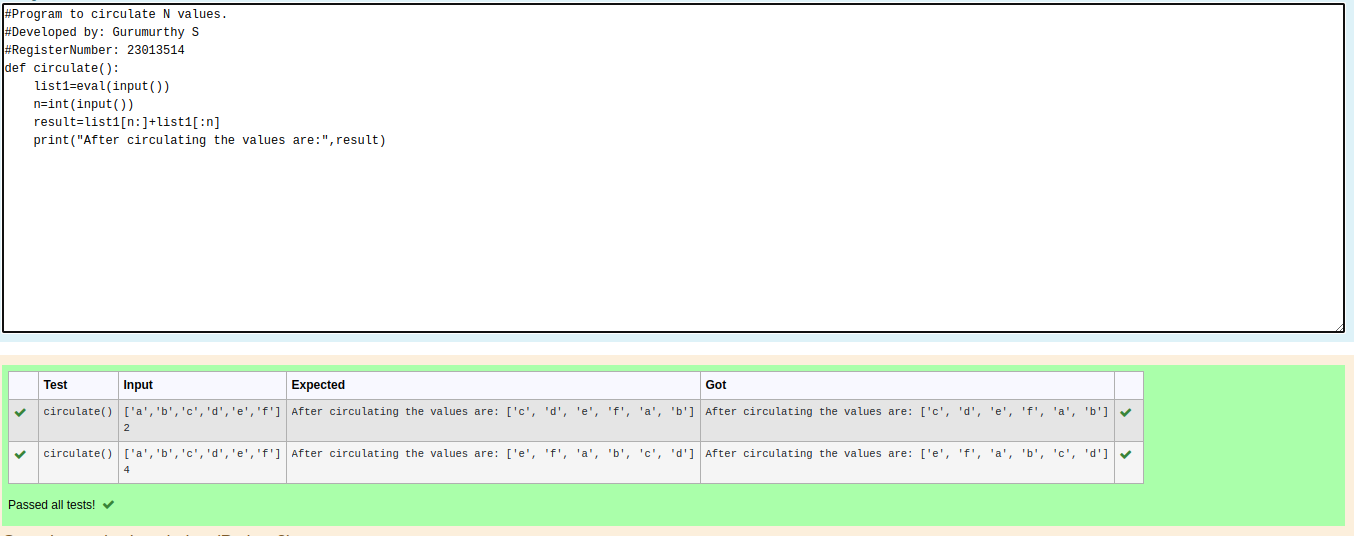 #Program to circulate N values.
#Developed by: Gurumurthy S
#RegisterNumber: 23013514
def circulate():
    list1=eval(input())
    n=int(input())
    result=list1[n:]+list1[:n]
    print("After circulating the values are:",result)
Test Input Expected Got
circulate() ['a','b','c','d','e','f'] After circulating the values are: ['c', 'd', 'e', 'f', 'a', 'b'] After circulating the values are: ['c', 'd', 'e', 'f', 'a', 'b']
2
circulate() ['a','b','c','d','e','f'] After circulating the values are: ['e', 'f', 'a', 'b', 'c', 'd'] After circulating the values are: ['e', 'f', 'a', 'b', 'c', 'd']
4
Passed all tests!